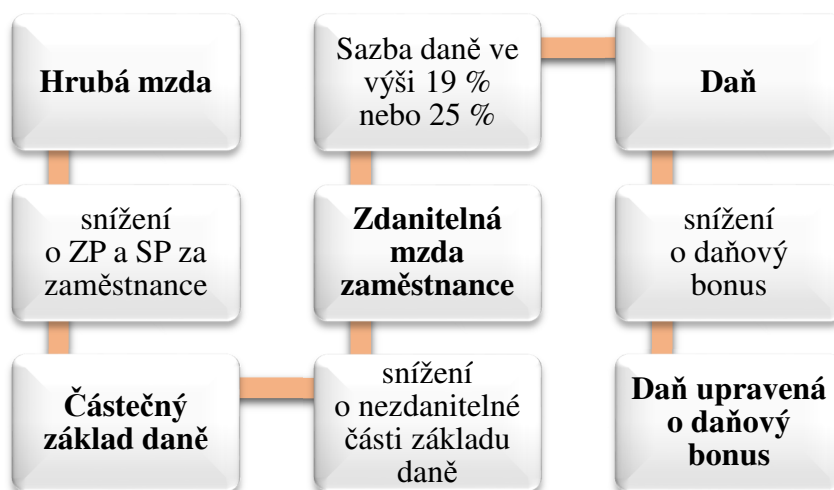 Hrubá mzda
snížení
o ZP a SP za
zaměstnance
Částečný
základ daně
snížení
o nezdanitelné
části základu
daně
Zdanitelná
mzda
zaměstnance
Sazba daně ve
výši 19 %
nebo 25 %
Daň
snížení
o daňový
bonus
Daň upravená
o daňový
bonus